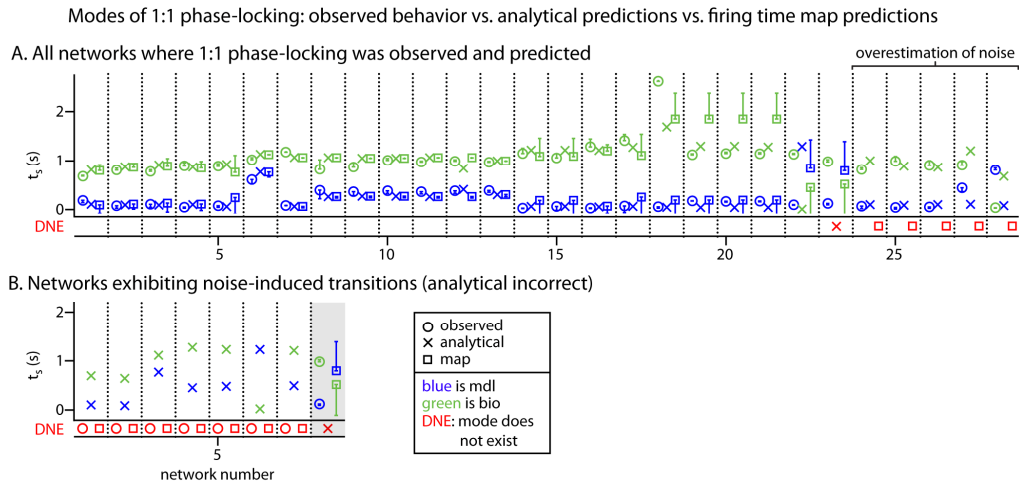 Modes of 1:1 phase-locking: observed behavior vs. analytical predictions vs. firing time map predictions
A. All networks where 1:1 phase-locking was observed and predicted
overestimation of noise
2
1
0
tₛ (s)
DNE
5 10 15 20 25
B. Networks exhibiting noise-induced transitions (analytical incorrect)
2
1
0
tₛ (s)
DNE
5
network number
observed
analytical
map
blue is mdl
green is bio
DNE: mode does
not exist